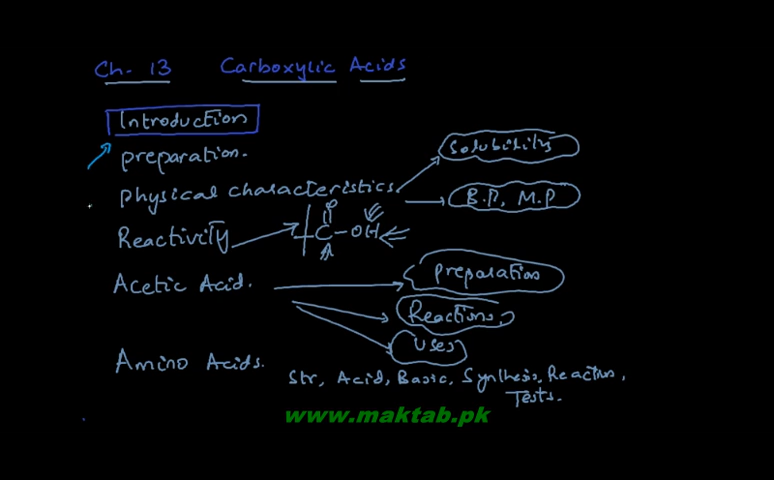 Ch. 13 Carboxylic Acids
Introduction
preparation.
Physical characteristics.
Solubility
B.P, M.P
Reactivity
O
C-OH
Acetic Acid.
Preparation
Reactions,
Uses
Amino Acids.
Str, Acid, Basic, Synthesis, Reaction,
Tests.
www.maktab.pk